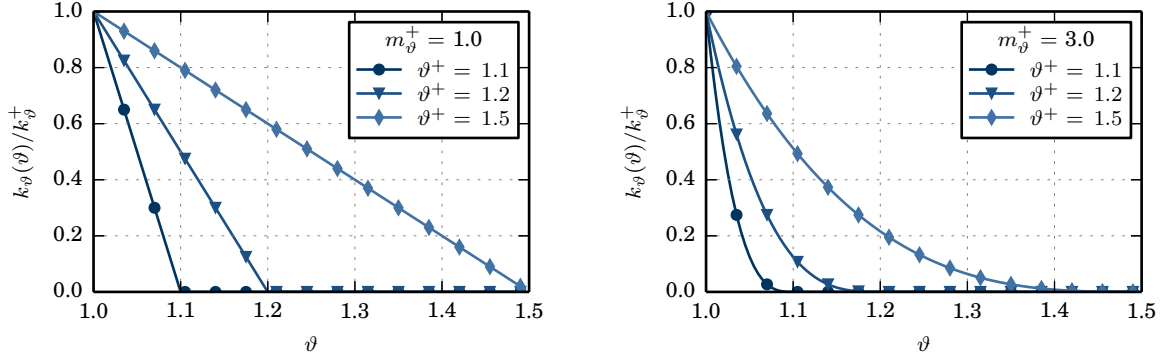 k_ϑ(ϑ)/k_ϑ^+
1.0
0.8
0.6
0.4
0.2
0.0
m_ϑ^+ = 1.0
ϑ^+ = 1.1
ϑ^+ = 1.2
ϑ^+ = 1.5
1.0 1.1 1.2 1.3 1.4 1.5
ϑ
k_ϑ(ϑ)/k_ϑ^+
1.0
0.8
0.6
0.4
0.2
0.0
m_ϑ^+ = 3.0
ϑ^+ = 1.1
ϑ^+ = 1.2
ϑ^+ = 1.5
1.0 1.1 1.2 1.3 1.4 1.5
ϑ